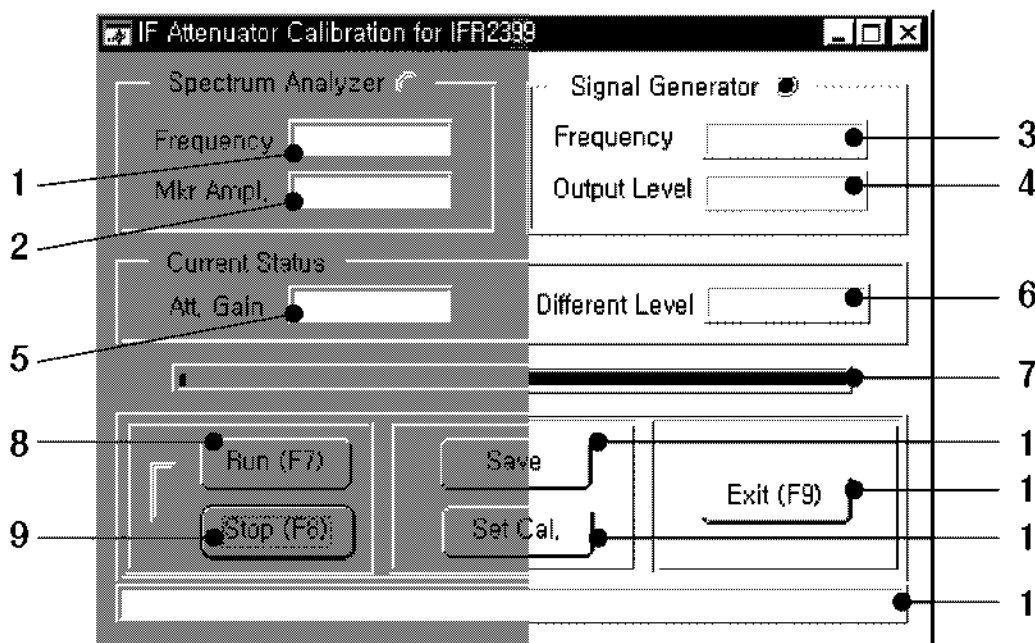 IF Attenuator Calibration for IFR2399
Spectrum Analyzer
Signal Generator
Frequency
Frequency
3
1
Mkr Ampl.
Output Level
4
2
Current Status
Att. Gain
Different Level
6
5
7
8
Run (F7)
Save
1
Exit (F9)
1
9
Stop (F8)
Set Cal.
1
1